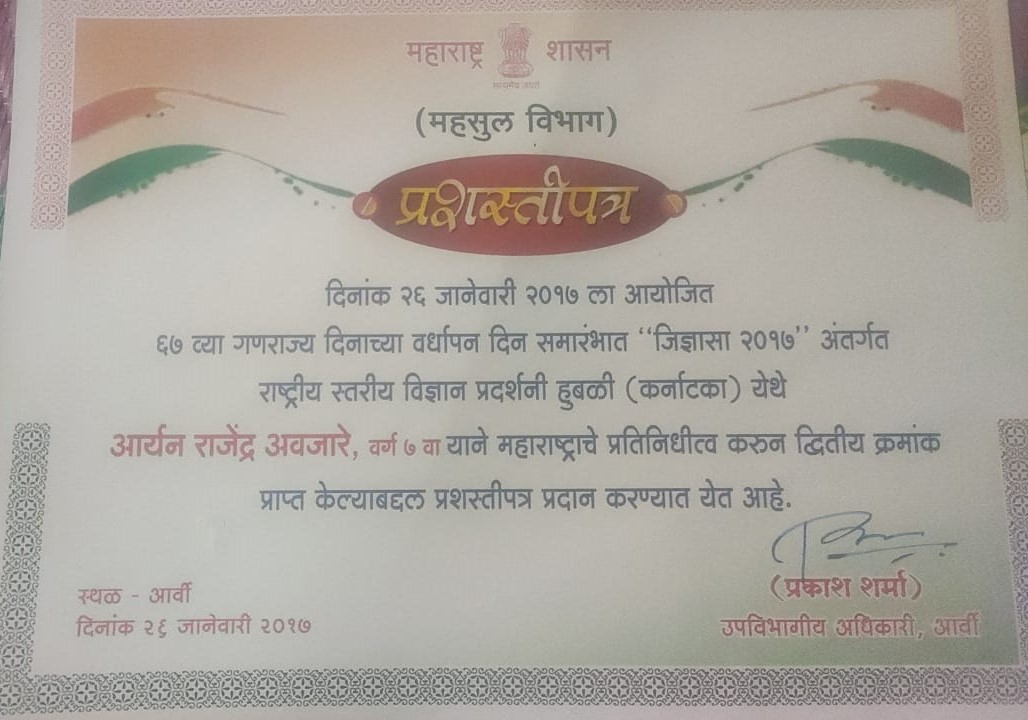 महाराष्ट्र शासन
सत्यमेव जयते
(महसुल विभाग)
प्रशस्तीपत्र
दिनांक २६ जानेवारी २०१७ ला आयोजित
६७ व्या गणराज्य दिनाच्या वर्धापन दिन समारंभात “जिज्ञासा २०१७” अंतर्गत
राष्ट्रीय स्तरीय विज्ञान प्रदर्शनी हुबळी (कर्नाटका) येथे
आर्यन राजेंद्र अवजारे, वर्ग ७ वा याने महाराष्ट्राचे प्रतिनिधीत्व करुन द्वितीय क्रमांक
प्राप्त केल्याबद्दल प्रशस्तीपत्र प्रदान करण्यात येत आहे.
(प्रकाश शर्मा)
उपविभागीय अधिकारी, आर्वी
स्थळ - आर्वी
दिनांक २६ जानेवारी २०१७